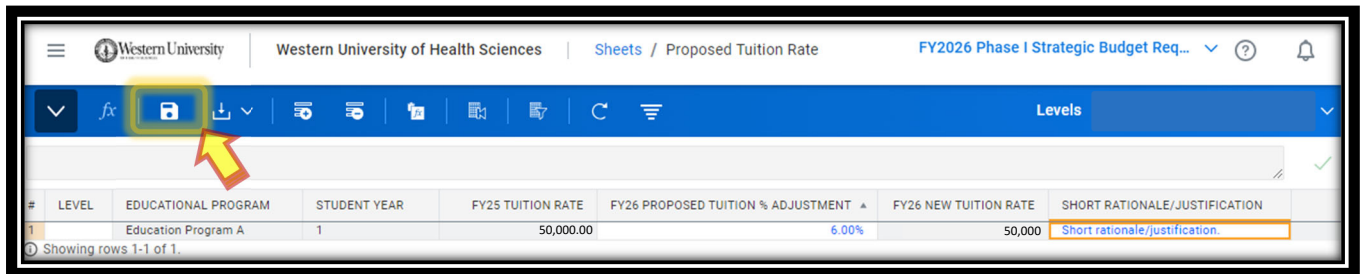 Western University Western University of Health Sciences | Sheets / Proposed Tuition Rate FY2026 Phase I Strategic Budget Req...
fx Levels
# LEVEL EDUCATIONAL PROGRAM STUDENT YEAR FY25 TUITION RATE FY26 PROPOSED TUITION % ADJUSTMENT FY26 NEW TUITION RATE SHORT RATIONALE/JUSTIFICATION
1 Education Program A 1 50,000.00 6.00% 50,000 Short rationale/justification.
Showing rows 1-1 of 1.